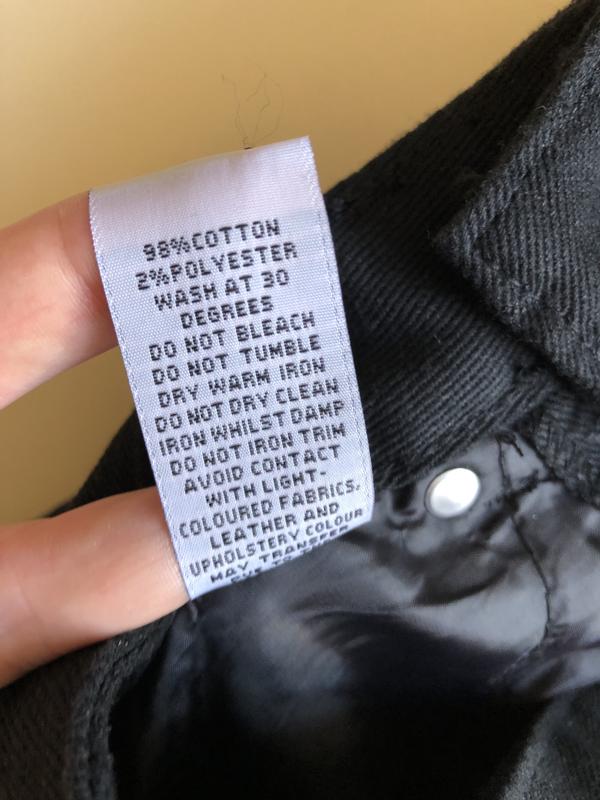 98%COTTON
2%POLYESTER
WASH AT 30
DEGREES
DO NOT BLEACH
DO NOT TUMBLE
DRY WARM IRON
DO NOT DRY CLEAN
IRON WHILST DAMP
DO NOT IRON TRIM
AVOID CONTACT
WITH LIGHT-
COLOURED FABRICS,
LEATHER AND
UPHOLSTERY COLOUR
MAY TRANSFER